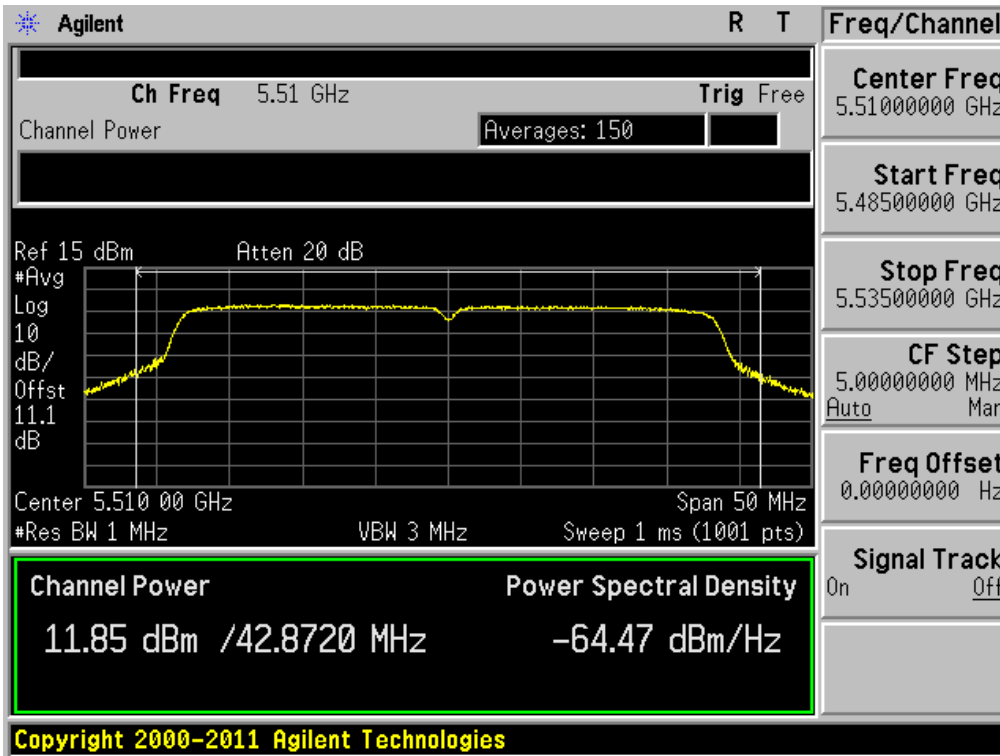 Agilent
R T
Freq/Channel
Ch Freq 5.51 GHz
Trig Free
Channel Power
Averages: 150
Center Freq
5.51000000 GHz
Start Freq
5.48500000 GHz
Stop Freq
5.53500000 GHz
CF Step
5.00000000 MHz
Auto Man
Freq Offset
0.00000000 Hz
Signal Track
On Off
Ref 15 dBm
Atten 20 dB
#Avg
Log
10
dB/
Offst
11.1
dB
Center 5.510 00 GHz
Span 50 MHz
#Res BW 1 MHz
VBW 3 MHz
Sweep 1 ms (1001 pts)
Channel Power
Power Spectral Density
11.85 dBm /42.8720 MHz
-64.47 dBm/Hz
Copyright 2000-2011 Agilent Technologies